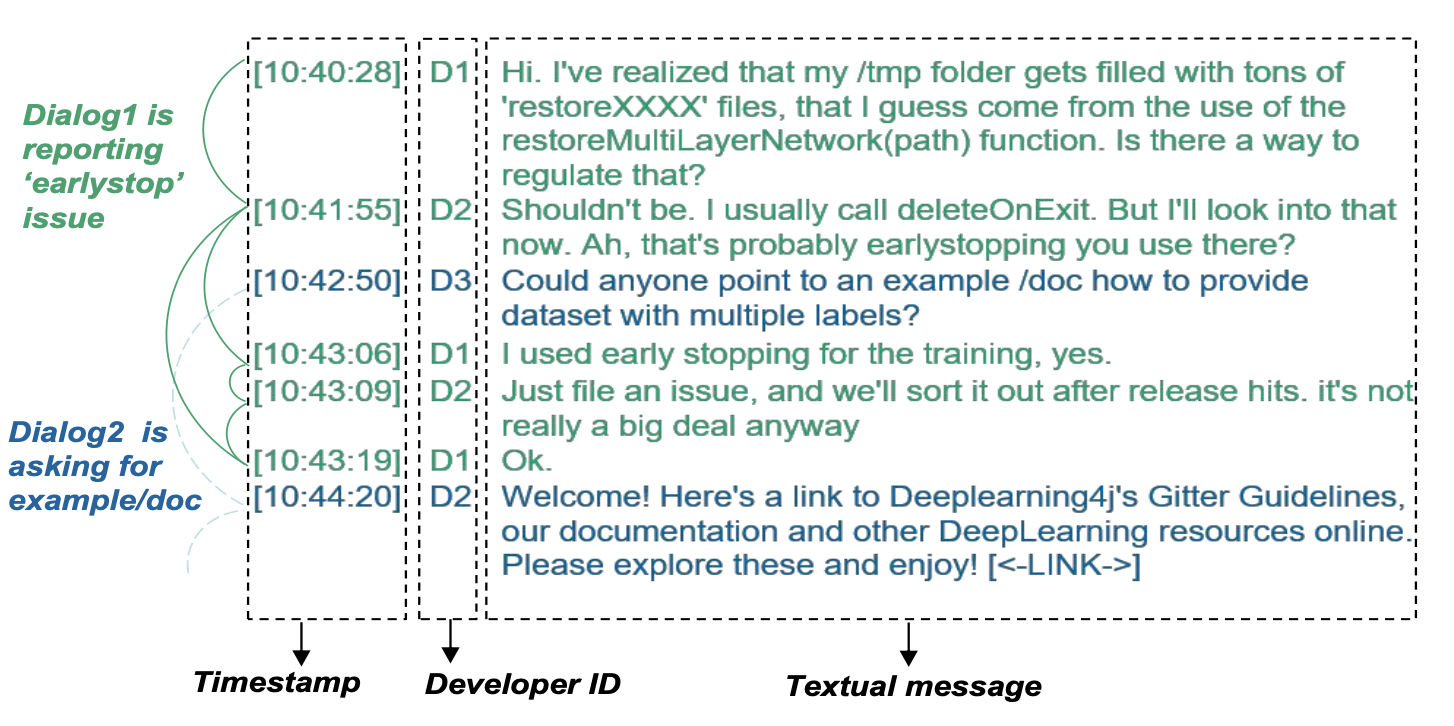 Dialog1 is
reporting
‘earlystop’
issue
Dialog2 is
asking for
example/doc
[10:40:28] D1 Hi. I've realized that my /tmp folder gets filled with tons of
'restoreXXXX' files, that I guess come from the use of the
restoreMultiLayerNetwork(path) function. Is there a way to
regulate that?
[10:41:55] D2 Shouldn't be. I usually call deleteOnExit. But I'll look into that
now. Ah, that's probably earlystopping you use there?
[10:42:50] D3 Could anyone point to an example /doc how to provide
dataset with multiple labels?
[10:43:06] D1 I used early stopping for the training, yes.
[10:43:09] D2 Just file an issue, and we'll sort it out after release hits. it's not
really a big deal anyway
[10:43:19] D1 Ok.
[10:44:20] D2 Welcome! Here's a link to Deeplearning4j's Gitter Guidelines,
our documentation and other DeepLearning resources online.
Please explore these and enjoy! [<-LINK->]
Timestamp Developer ID Textual message